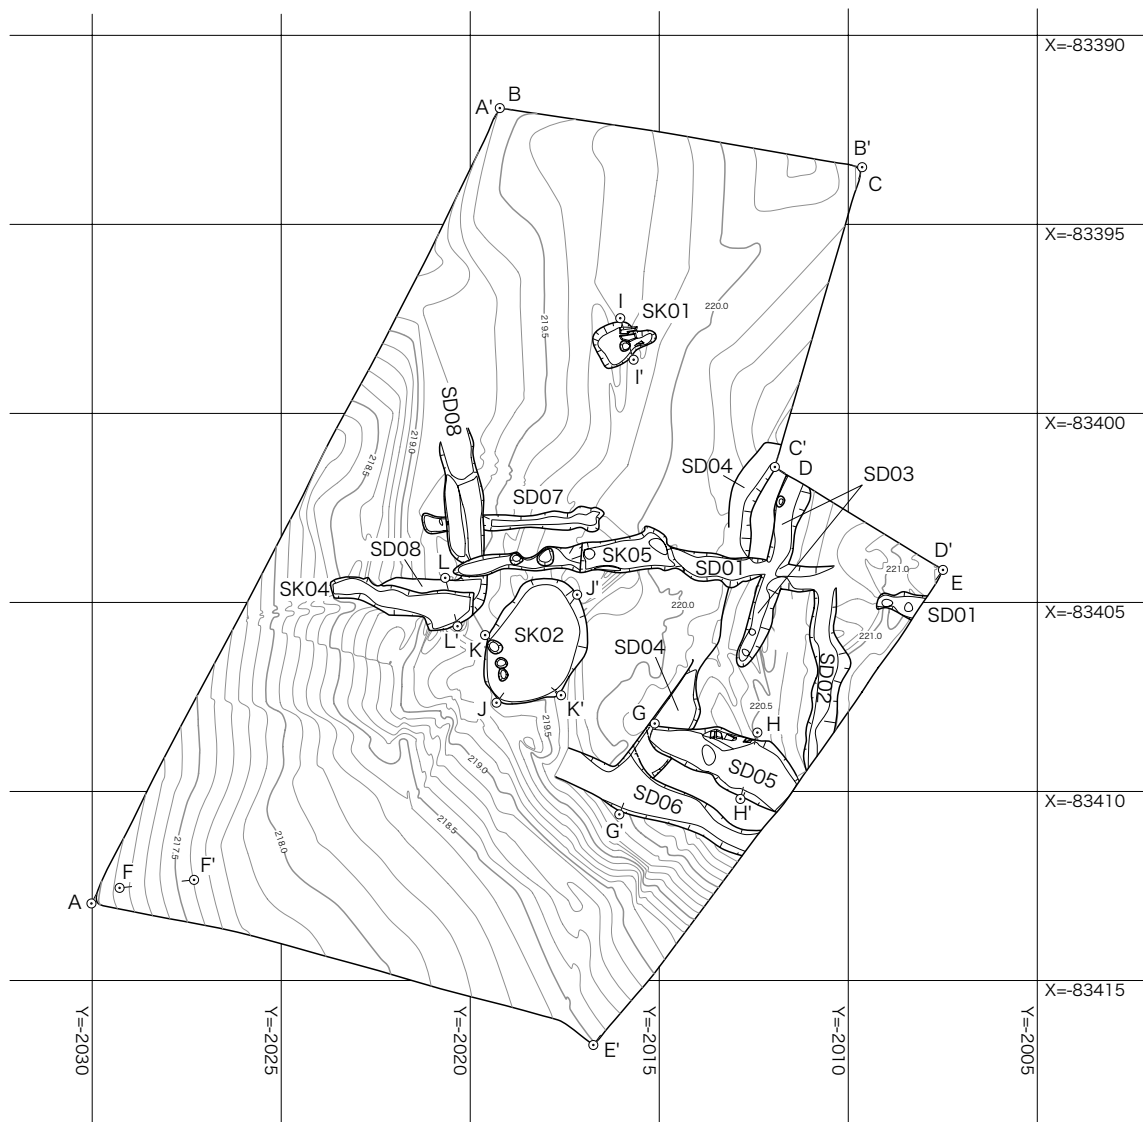 X=-83390
A' B
B'
C
X=-83395
I
SK01
220.0
219.5
I'
SD08
X=-83400
219.0
218.5
C'
D
SD04
SD03
SD07
SD08
L
SK05
SD01
D'
E
221.0
SK04
J'
220.0
X=-83405
SD01
L'
K
SK02
SD04
221.0
SD02
J
K'
G
220.5
H
219.5
219.0
SD05
SD06
H'
X=-83410
G'
218.5
218.0
217.5
F
F'
A
X=-83415
Y=-2030
Y=-2025
Y=-2020
Y=-2015
Y=-2010
Y=-2005
E'